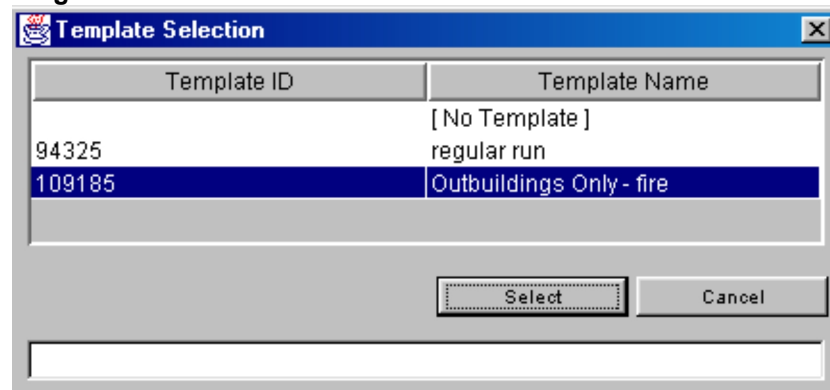 Template Selection
Template ID Template Name
[ No Template ]
94325 regular run
109185 Outbuildings Only - fire
Select Cancel